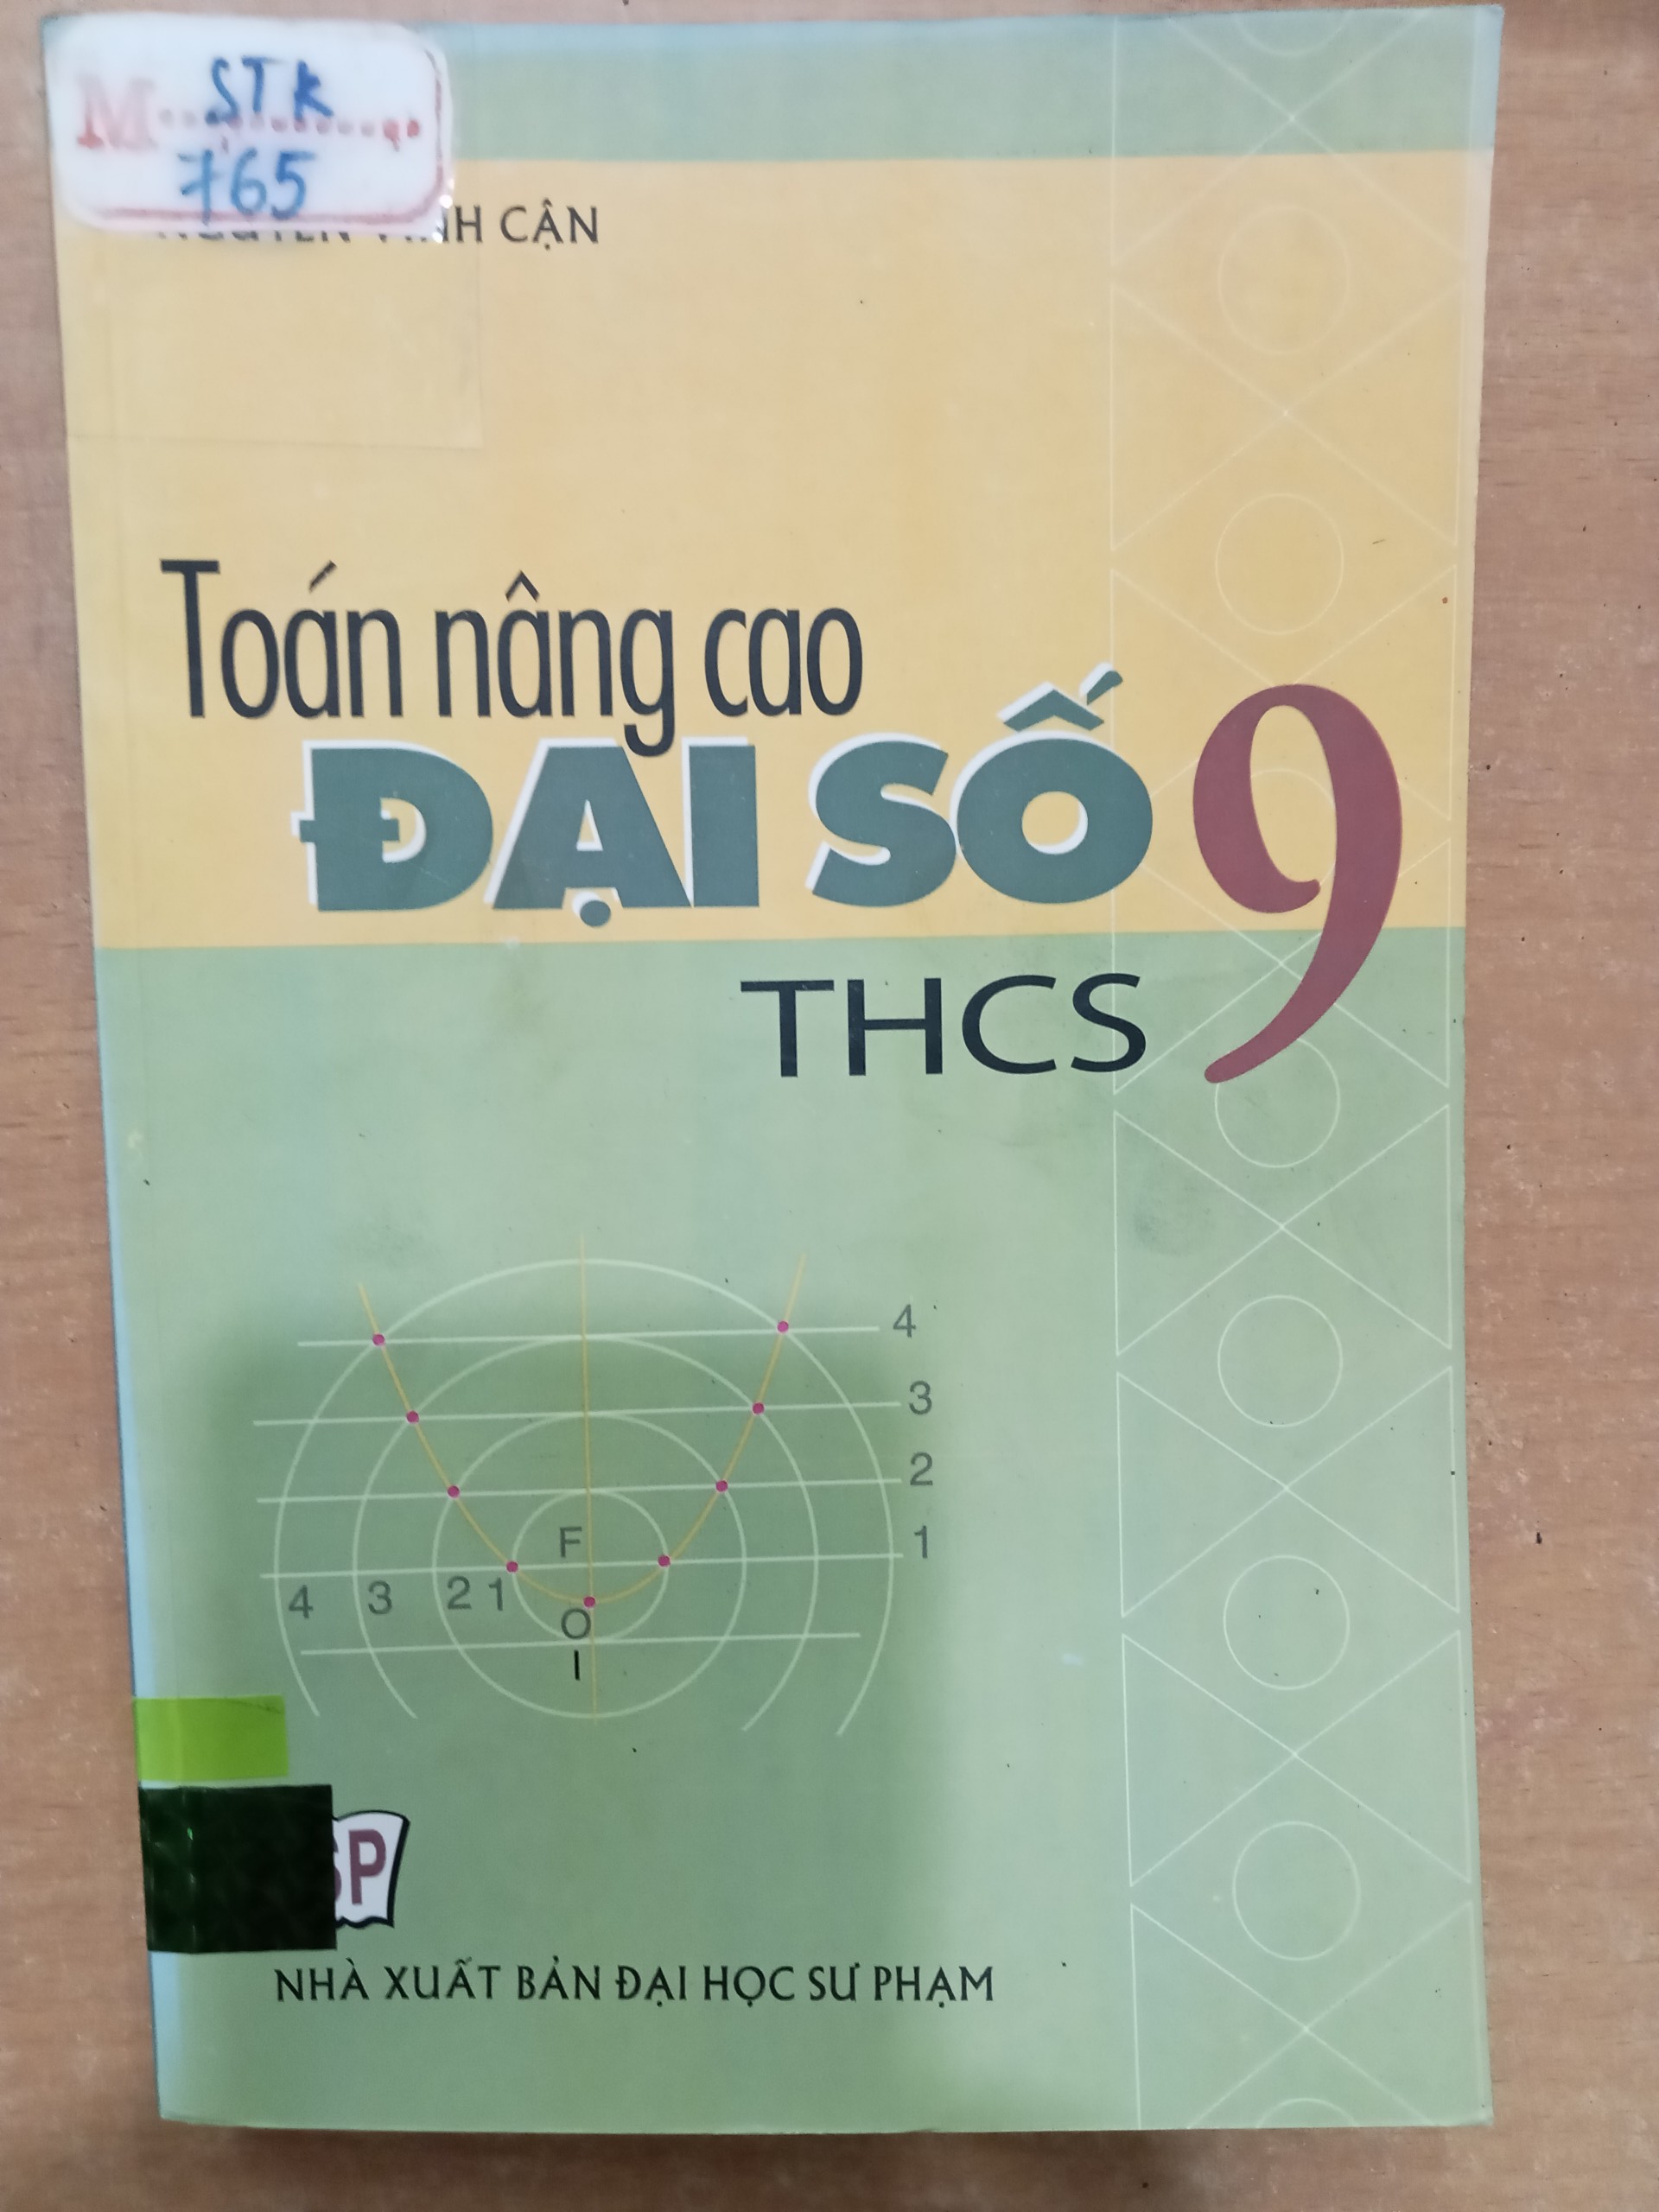 M
STK
765
CẬN
Toán nâng cao
ĐẠI SỐ 9
THCS
4
3
2
1
F
4 3 2 1
O
I
NHÀ XUẤT BẢN ĐẠI HỌC SƯ PHẠM